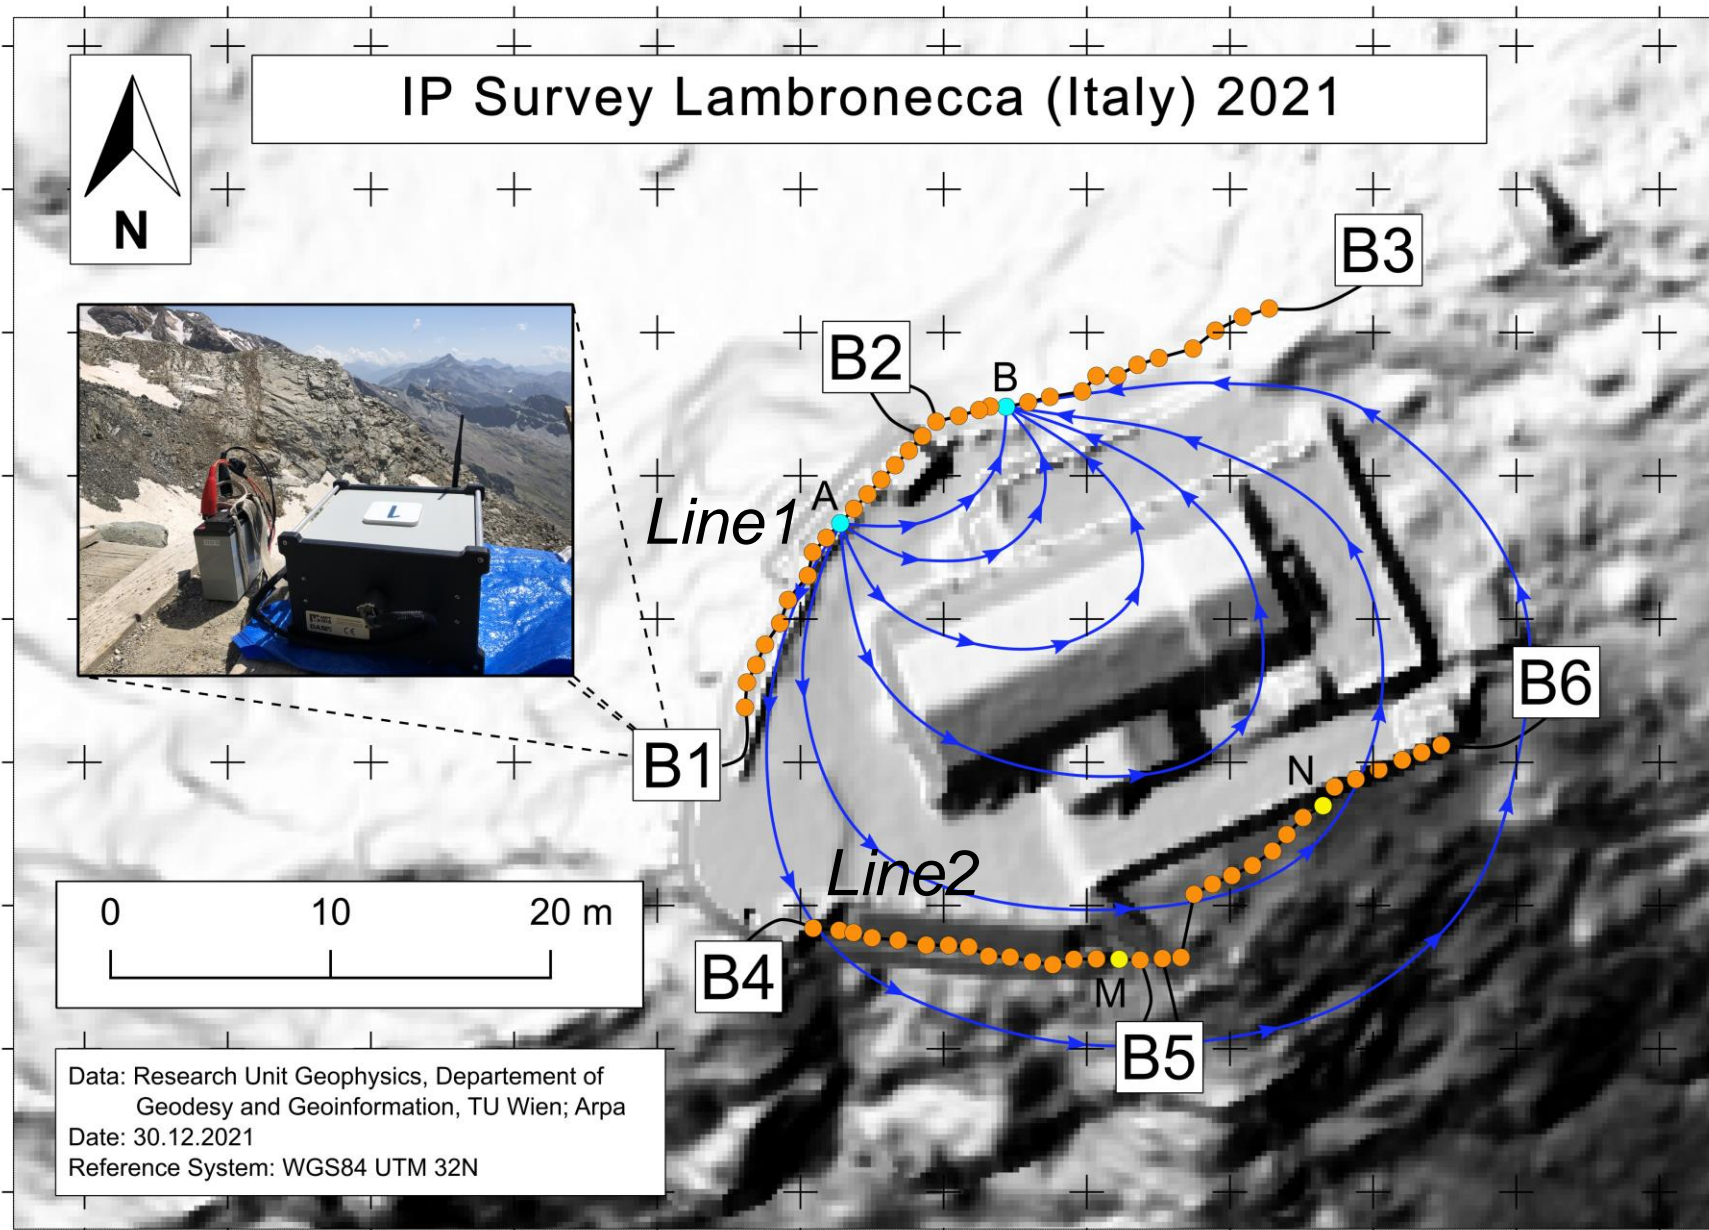 IP Survey Lambronecca (Italy) 2021
N
B3
B2
B
A
Line1
B1
B6
N
Line2
B4
M
B5
0 10 20 m
Data: Research Unit Geophysics, Departement of
Geodesy and Geoinformation, TU Wien; Arpa
Date: 30.12.2021
Reference System: WGS84 UTM 32N